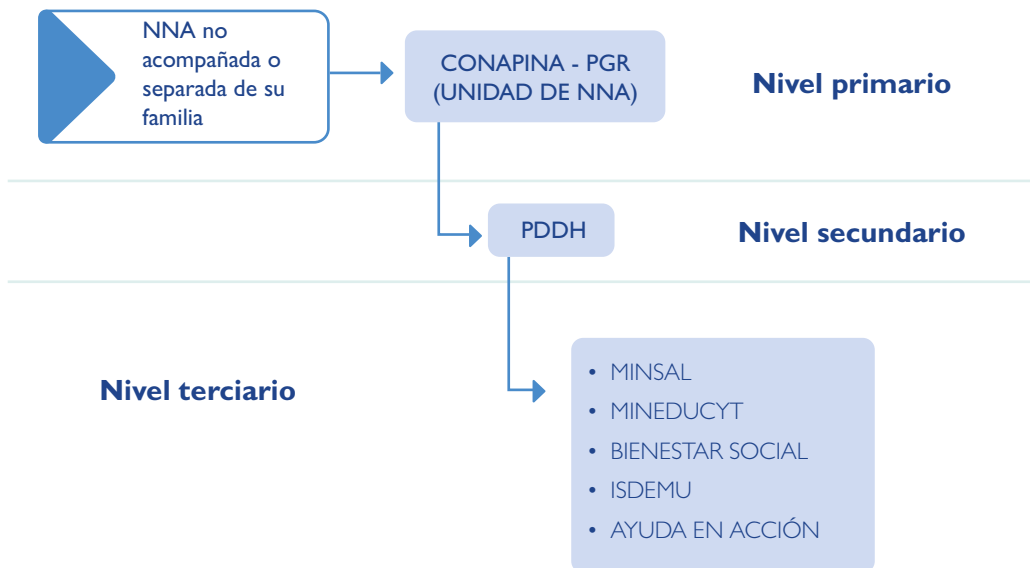 NNA no
acompañada o
separada de su
familia
CONAPINA - PGR
(UNIDAD DE NNA)
Nivel primario
PDDH
Nivel secundario
Nivel terciario
• MINSAL
• MINEDUCYT
• BIENESTAR SOCIAL
• ISDEMU
• AYUDA EN ACCIÓN